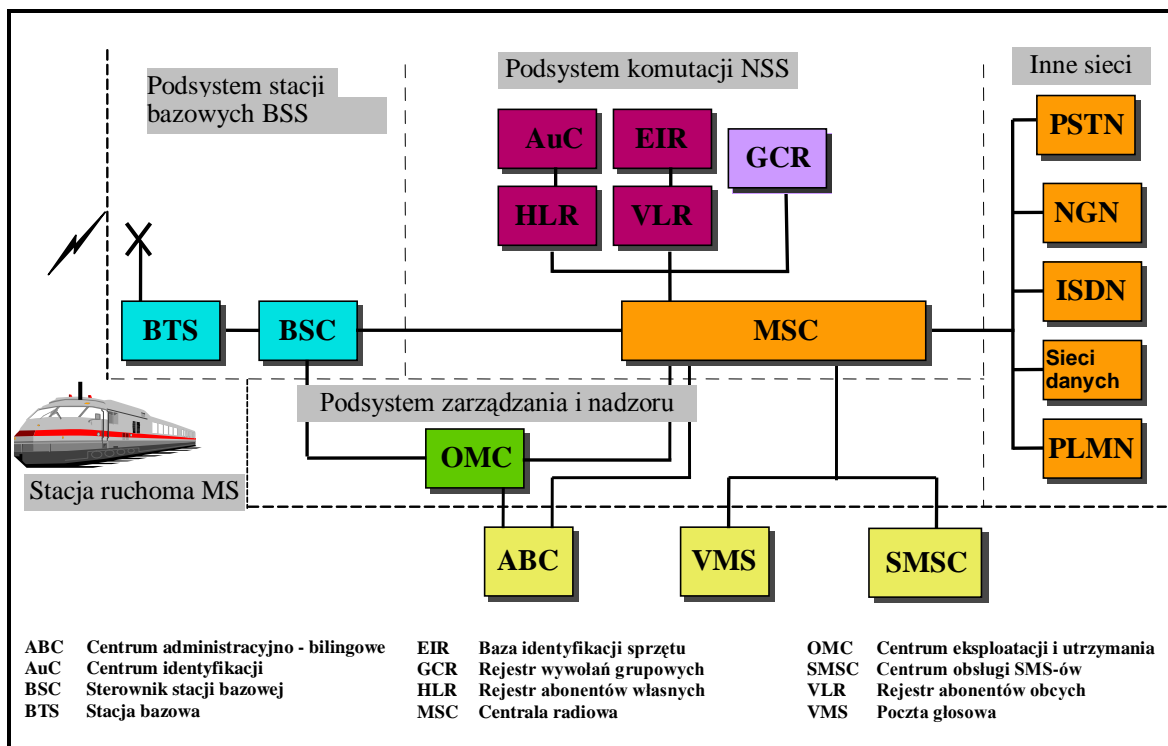 Podsystem stacji
bazowych BSS
Podsystem komutacji NSS
Inne sieci
AuC
EIR
GCR
PSTN
HLR
VLR
NGN
ISDN
BTS
BSC
MSC
Sieci
danych
Podsystem zarządzania i nadzoru
OMC
PLMN
Stacja ruchoma MS
ABC
VMS
SMSC
ABC Centrum administracyjno - bilingowe
AuC Centrum identyfikacji
BSC Sterownik stacji bazowej
BTS Stacja bazowa
EIR Baza identyfikacji sprzętu
GCR Rejestr wywołań grupowych
HLR Rejestr abonentów własnych
MSC Centrala radiowa
OMC Centrum eksploatacji i utrzymania
SMSC Centrum obsługi SMS-ów
VLR Rejestr abonentów obcych
VMS Poczta głosowa